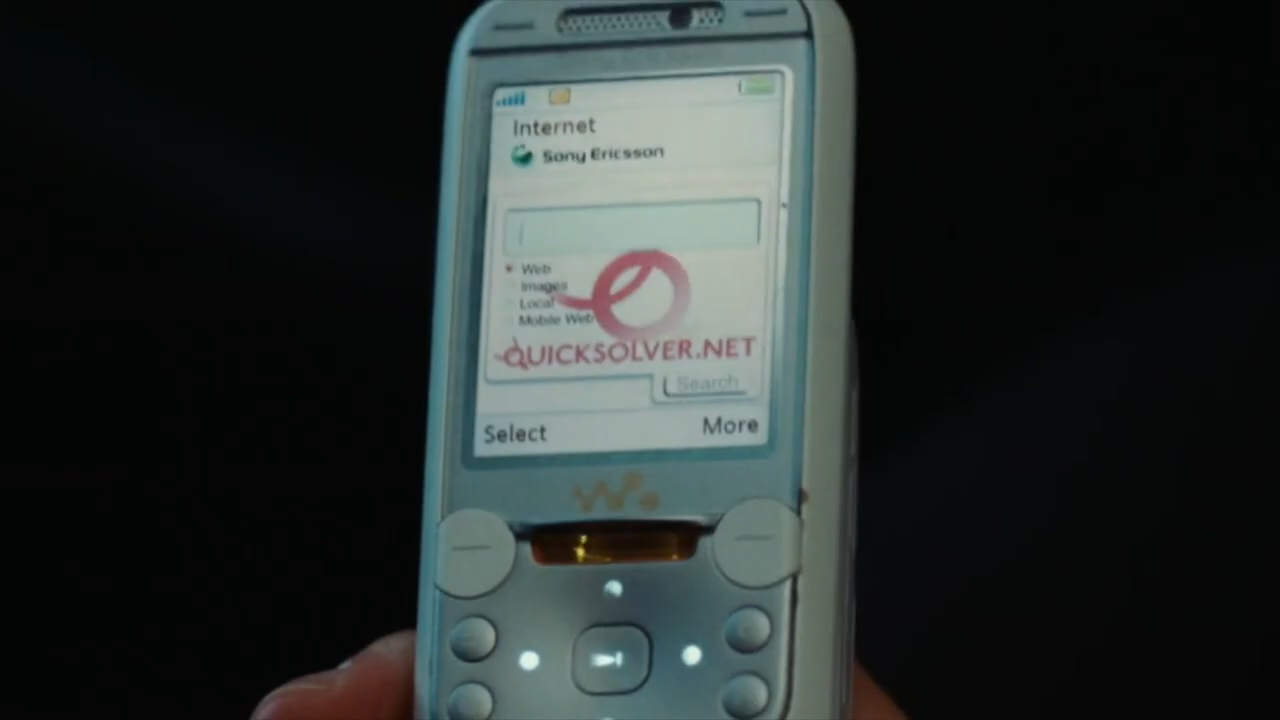 Internet
Sony Ericsson
Web
Images
Local
Mobile Web
QUICKSOLVER.NET
Search
Select
More